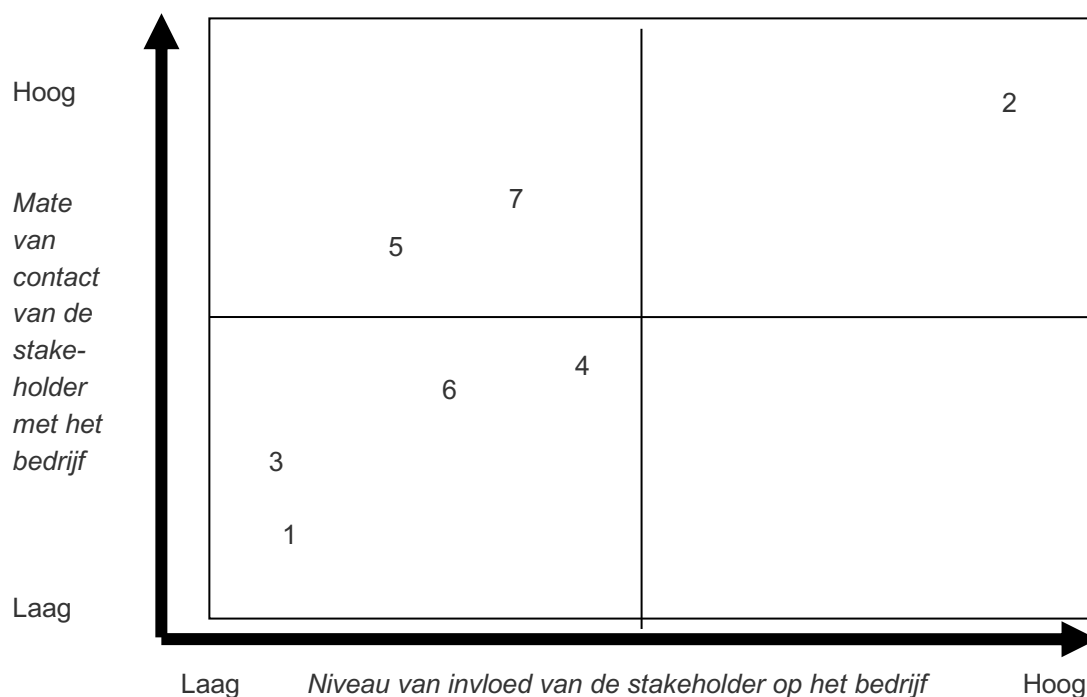 Hoog
2
Mate
van
contact
van de
stake-
holder
met het
bedrijf
7
5
4
6
3
1
Laag
Laag Niveau van invloed van de stakeholder op het bedrijf Hoog